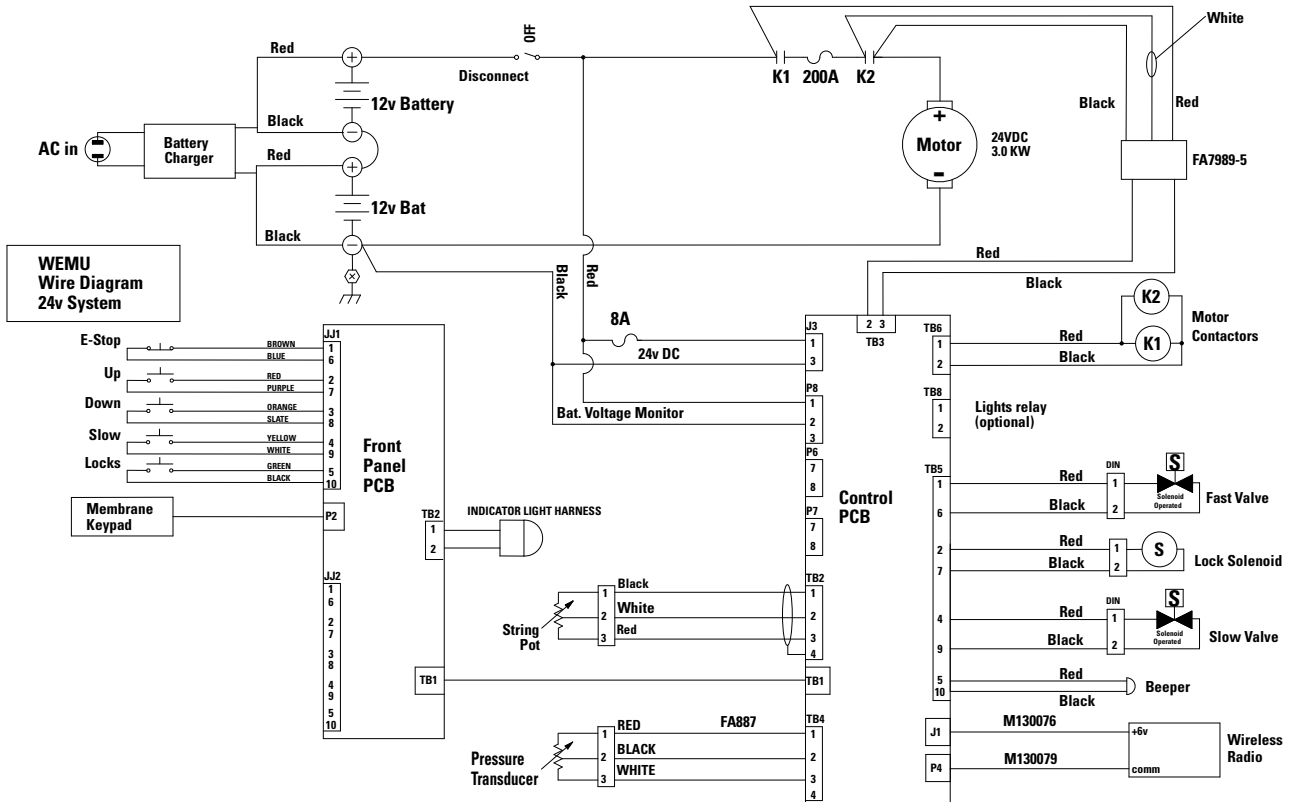 White
OFF
Red
Disconnect
K1 200A K2
12v Battery
Black
Red
Black
AC in
Battery
Charger
Motor
+
-
24VDC
3.0 KW
FA7989-5
Red
12v Bat
Black
Red
Black
WEMU
Wire Diagram
24v System
Black
Red
E-Stop
BROWN
BLUE
Up
RED
PURPLE
Down
ORANGE
SLATE
Slow
YELLOW
WHITE
Locks
GREEN
BLACK
JJ1
1
6
2
7
3
8
4
9
5
10
Membrane
Keypad
P2
Front
Panel
PCB
TB2
1
2
INDICATOR LIGHT HARNESS
JJ2
1
6
2
7
3
8
4
9
5
10
TB1
8A
24v DC
Bat. Voltage Monitor
J3
1
3
P8
1
2
3
P6
7
8
P7
7
8
Control
PCB
2 3
TB3
String
Pot
1 Black
2 White
3 Red
TB2
1
2
3
4
TB1
Pressure
Transducer
1 RED FA887
2 BLACK
3 WHITE
TB4
1
2
3
4
TB6
1
2
Red
Black
K2
K1
Motor
Contactors
TB8
1
2
Lights relay
(optional)
TB5
1
6
2
7
4
9
5
10
Red
Black
DIN
1
2
S
Solenoid
Operated
Fast Valve
Red
Black
1
2
S
Lock Solenoid
Red
Black
DIN
1
2
S
Solenoid
Operated
Slow Valve
Red
Black
Beeper
J1
M130076
+6v
P4
M130079
comm
Wireless
Radio